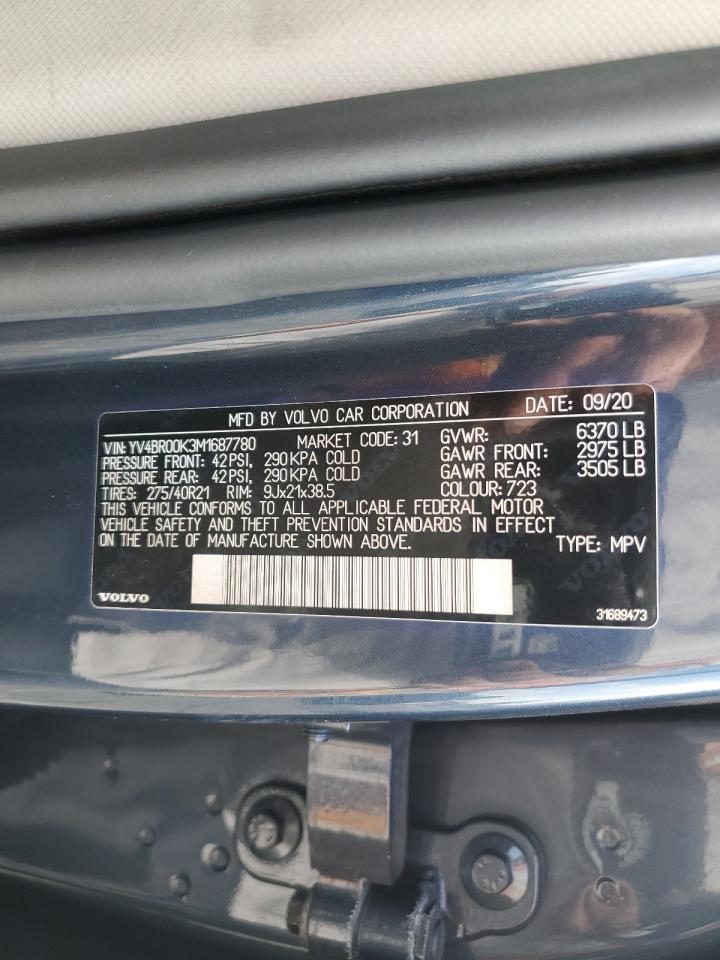 MFD BY VOLVO CAR CORPORATION DATE: 09/20
VIN: YV4BR00K3M1687780 MARKET CODE: 31 GVWR: 6370 LB
PRESSURE FRONT: 42 PSI, 290 KPA COLD GAWR FRONT: 2975 LB
PRESSURE REAR: 42 PSI, 290 KPA COLD GAWR REAR: 3505 LB
TIRES: 275/40R21 RIM: 9Jx21x38.5 COLOUR: 723
THIS VEHICLE CONFORMS TO ALL APPLICABLE FEDERAL MOTOR
VEHICLE SAFETY AND THEFT PREVENTION STANDARDS IN EFFECT
ON THE DATE OF MANUFACTURE SHOWN ABOVE. TYPE: MPV
VOLVO 31689473